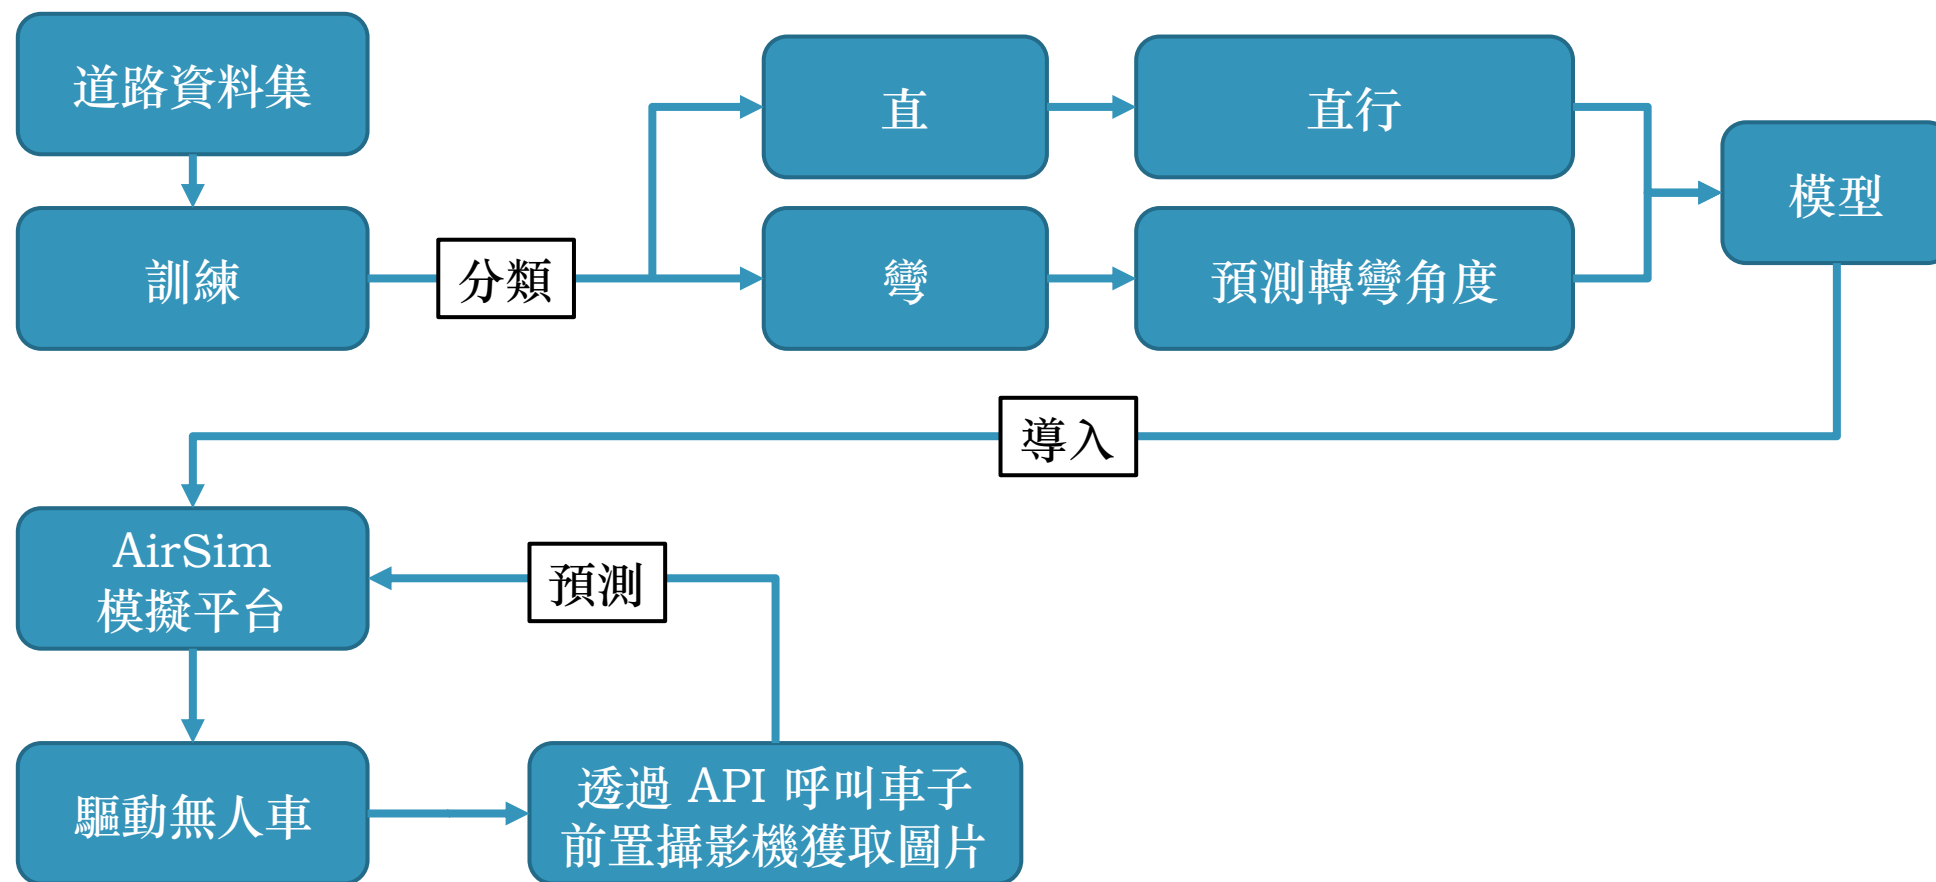 道路資料集
訓練
分類
直
直行
彎
預測轉彎角度
模型
導入
AirSim
模擬平台
預測
驅動無人車
透過 API 呼叫車子
前置攝影機獲取圖片